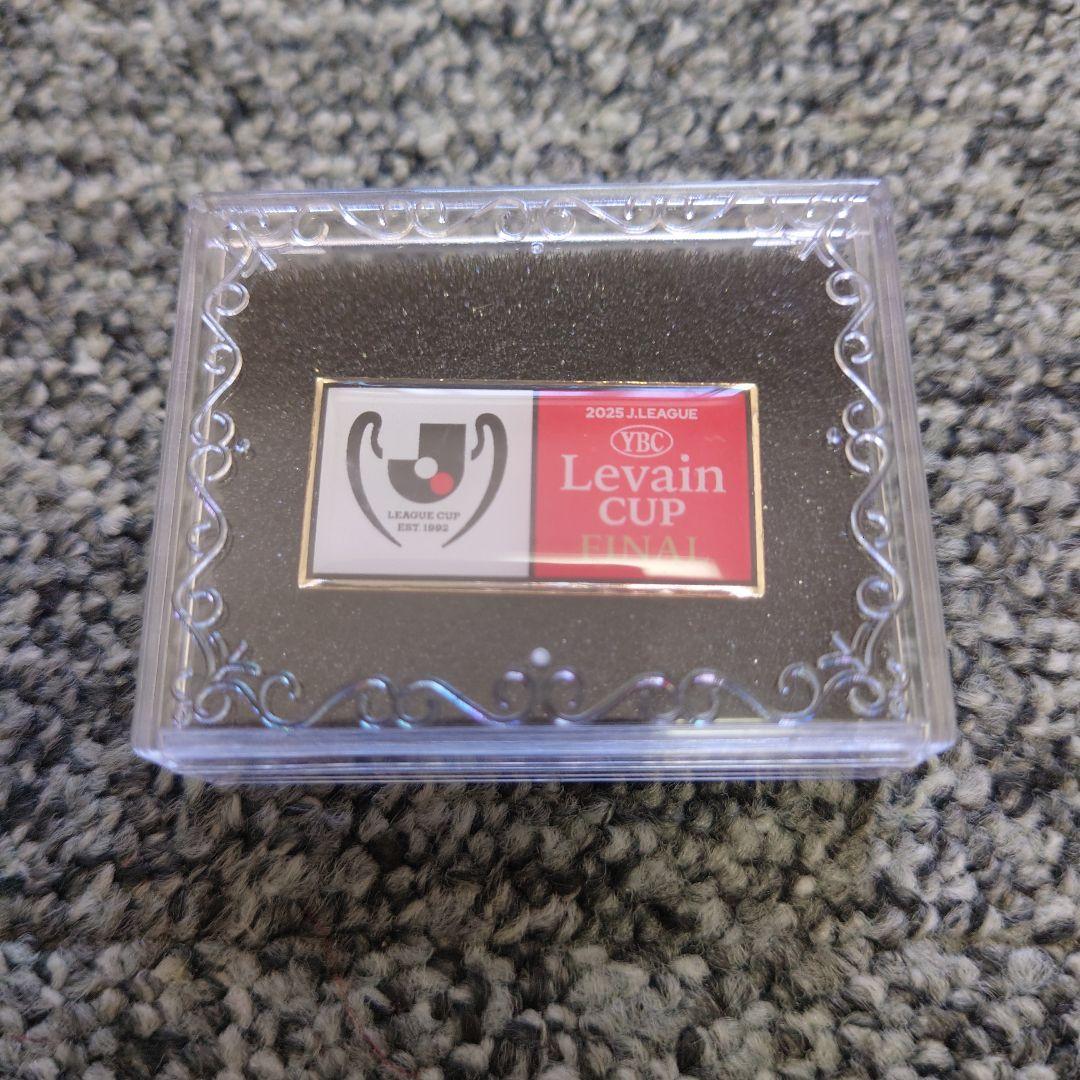 LEAGUE CUP
EST. 1992
2025 J.LEAGUE
YBC
Levain
CUP
FINAL